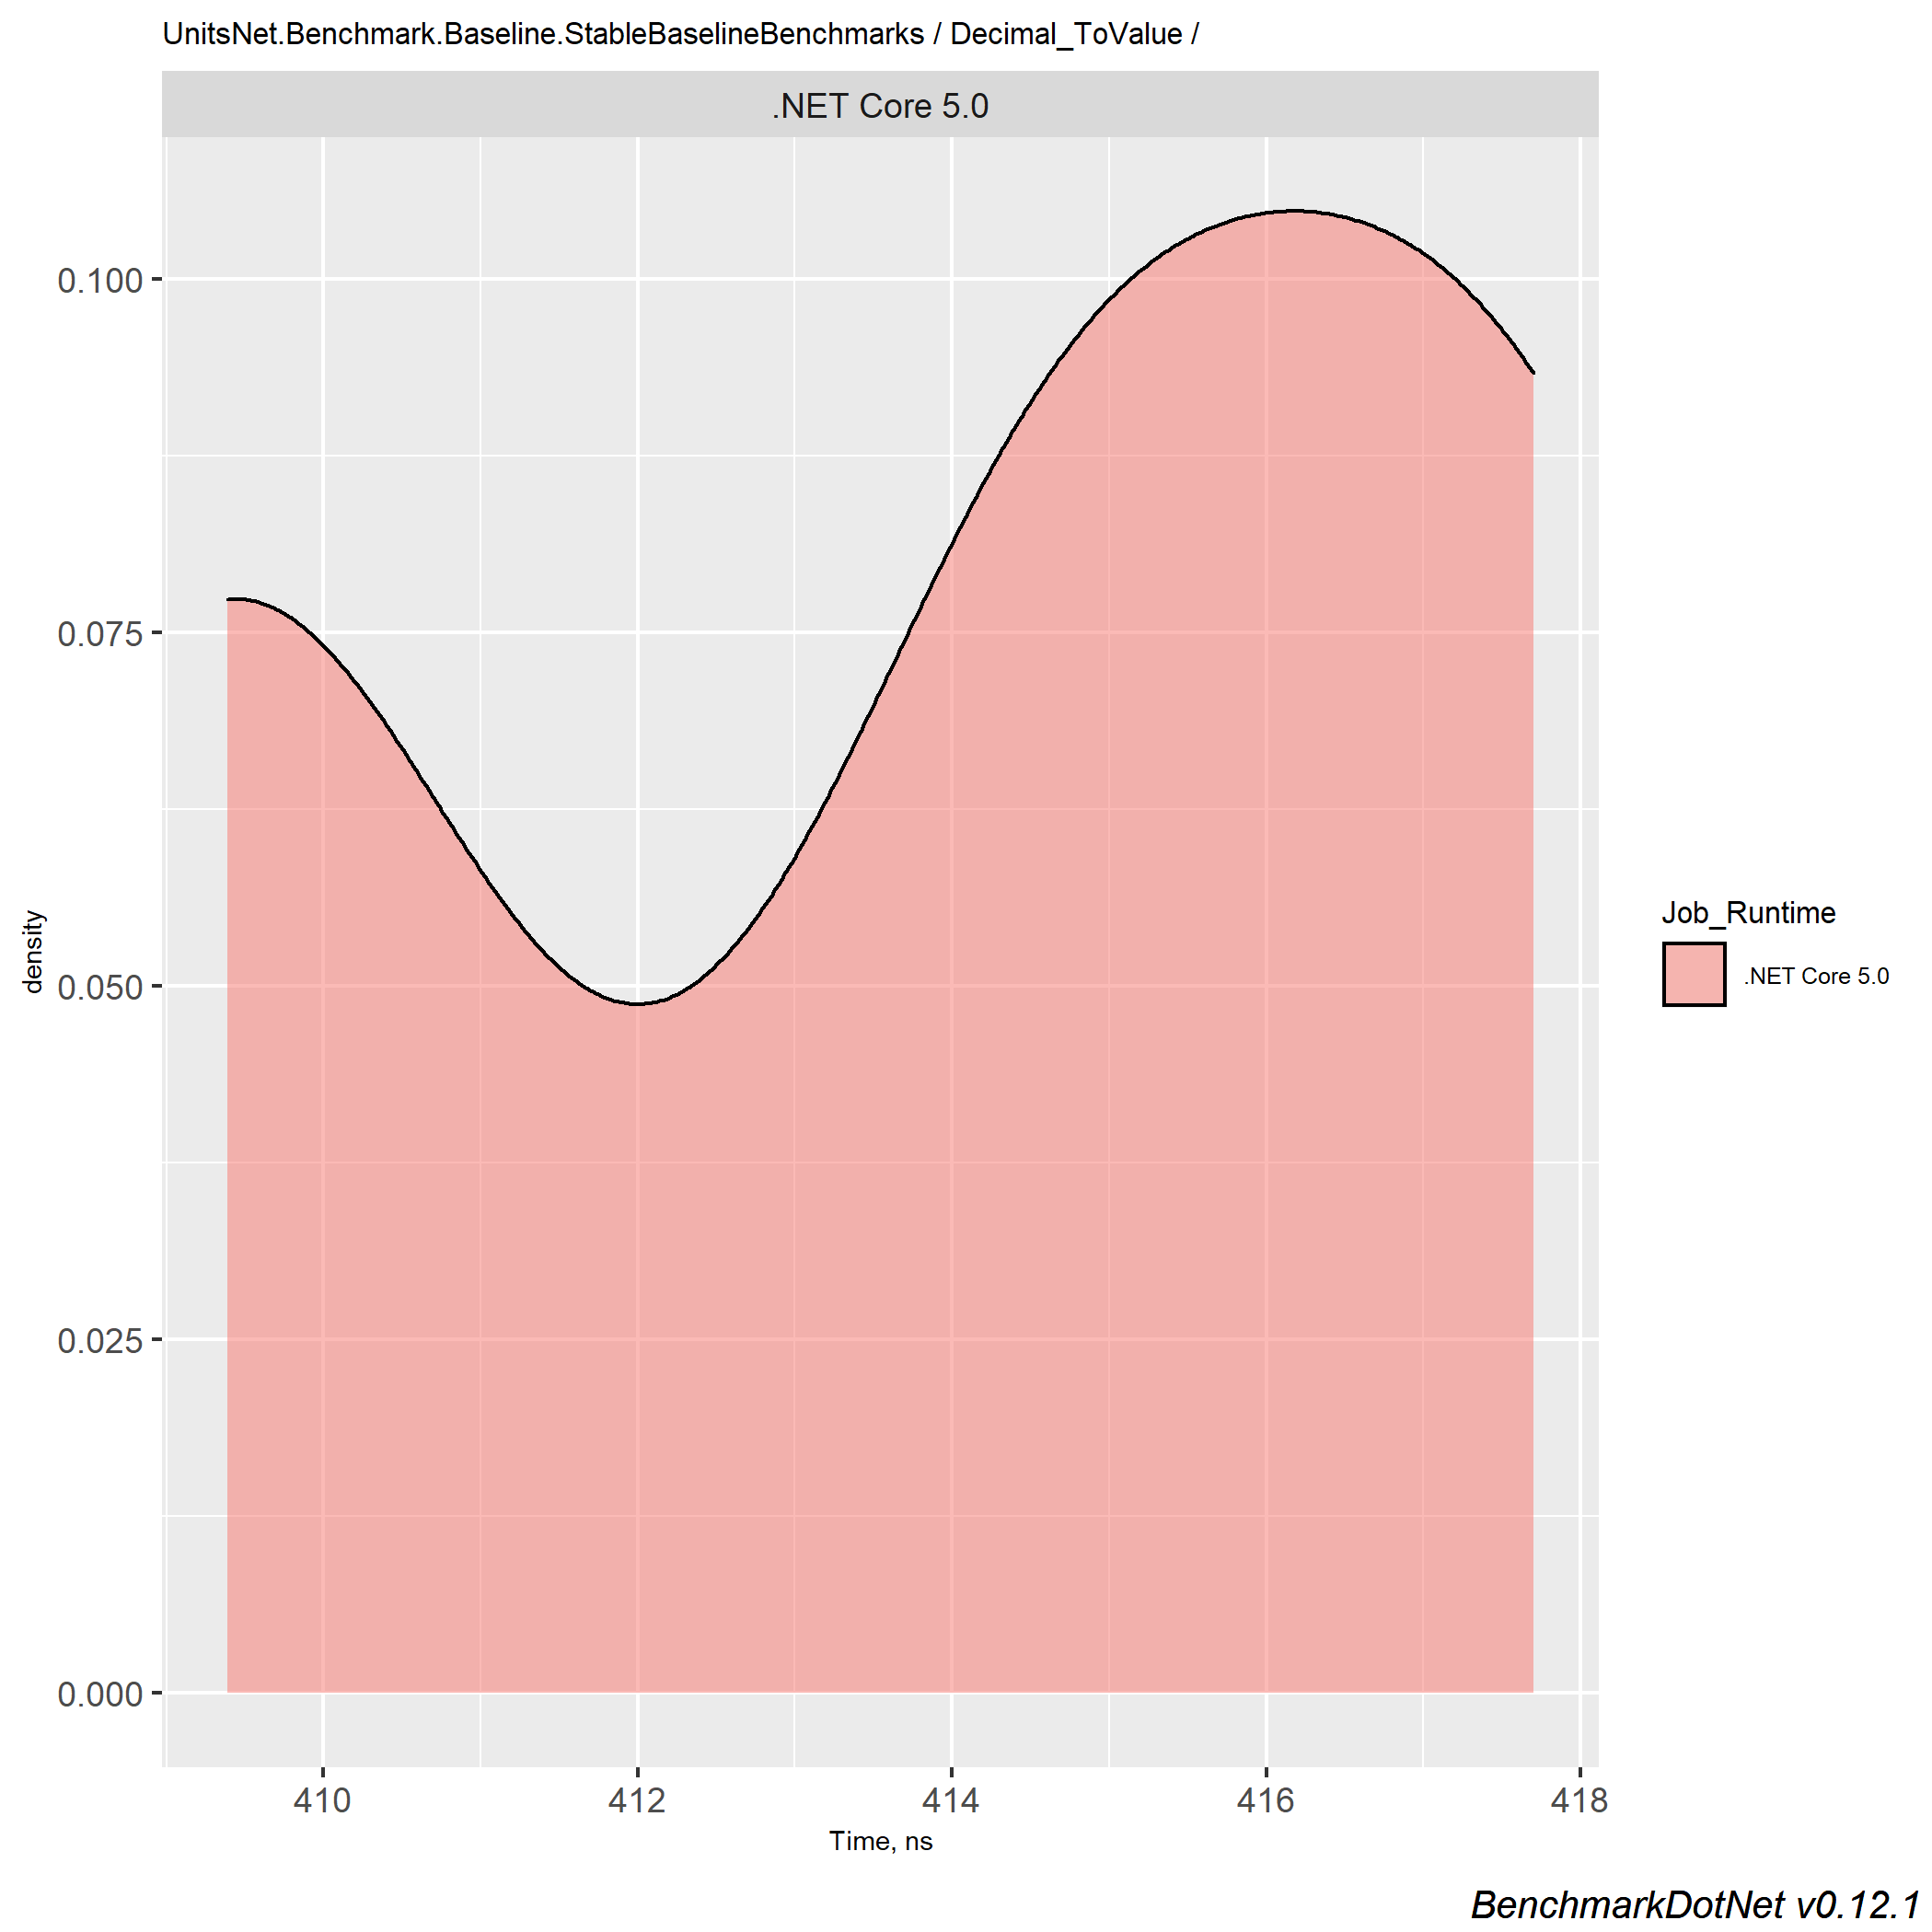 UnitsNet.Benchmark.Baseline.StableBaselineBenchmarks / Decimal_ToValue /
.NET Core 5.0
0.100
0.075
0.050
0.025
0.000
density
410 412 414 416 418
Time, ns
Job_Runtime
.NET Core 5.0
BenchmarkDotNet v0.12.1